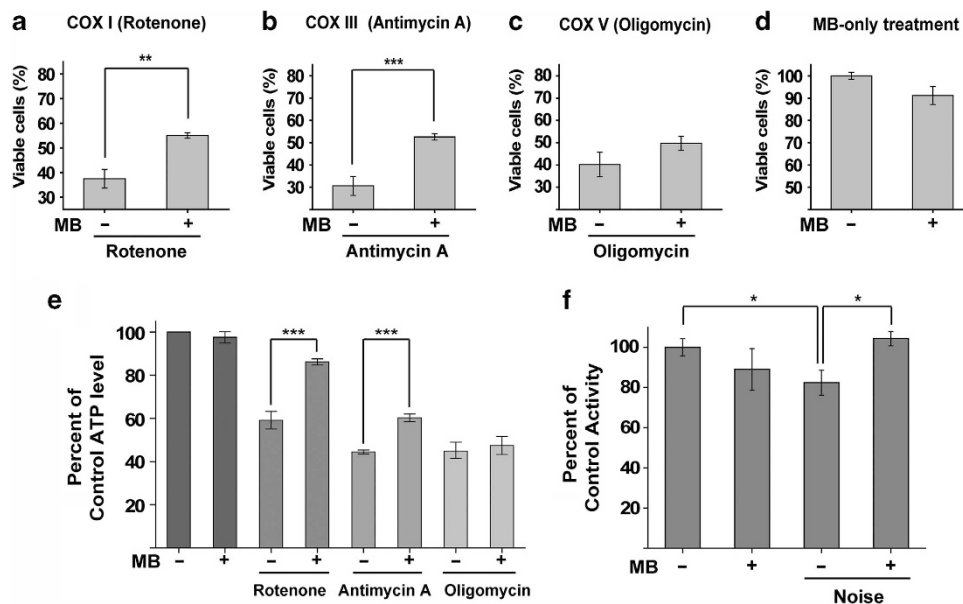 a COX I (Rotenone)
Viable cells (%)
80
70
60
50
40
30
**
MB – +
Rotenone
b COX III (Antimycin A)
Viable cells (%)
80
70
60
50
40
30
***
MB – +
Antimycin A
c COX V (Oligomycin)
Viable cells (%)
80
70
60
50
40
30
MB – +
Oligomycin
d MB-only treatment
Viable cells (%)
100
90
80
70
60
50
MB – +
e
Percent of
Control ATP level
100
80
60
40
20
*** ***
MB – + – + – + – +
Rotenone Antimycin A Oligomycin
f
Percent of
Control Activity
100
80
60
40
20
* *
MB – + – +
Noise